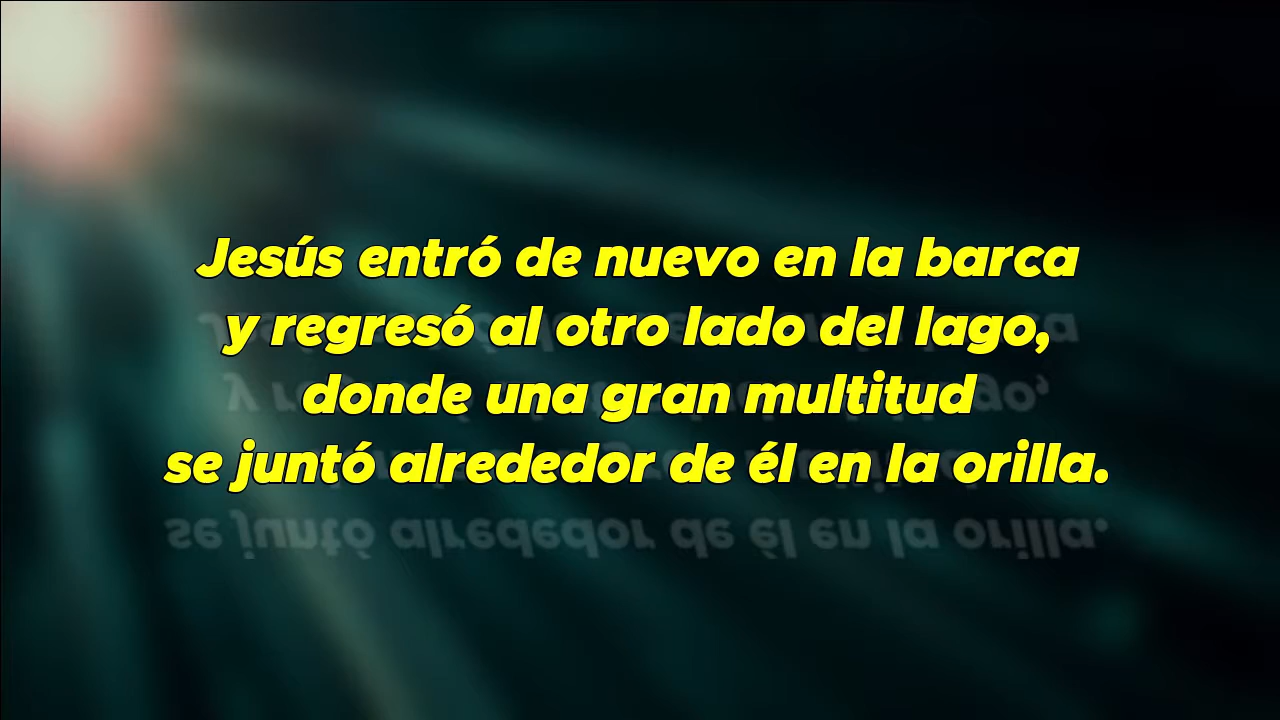 Jesús entró de nuevo en la barca
y regresó al otro lado del lago,
donde una gran multitud
se juntó alrededor de él en la orilla.